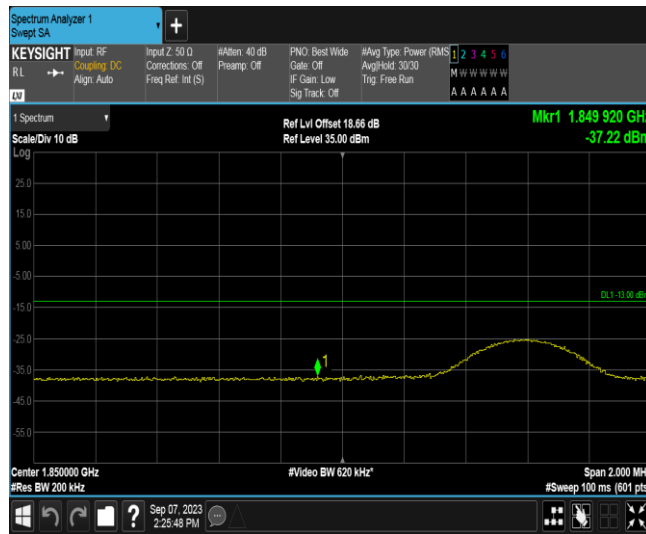 Spectrum Analyzer 1
Swept SA
+
KEYSIGHT Input: RF Input Z: 50 Ω #Atten: 40 dB PNO: Best Wide #Avg Type: Power (RMS 1 2 3 4 5 6
RL Coupling: DC Corrections: Off Preamp: Off Gate: Off Avg|Hold: 30/30 M W W W W W
Align: Auto Freq Ref: Int (S) IF Gain: Low Trig: Free Run
LXI Sig Track: Off A A A A A A
1 Spectrum Ref Lvl Offset 18.66 dB Mkr1 1.849 920 GHz
Scale/Div 10 dB Ref Level 35.00 dBm -37.22 dBm
Log
25.0
15.0
5.00
-5.00
DL1 -13.00 dBm
-15.0
-25.0
1
-35.0
-45.0
-55.0
Center 1.850000 GHz #Video BW 620 kHz* Span 2.000 MH
#Res BW 200 kHz #Sweep 100 ms (601 pts
? Sep 07, 2023
2:25:48 PM